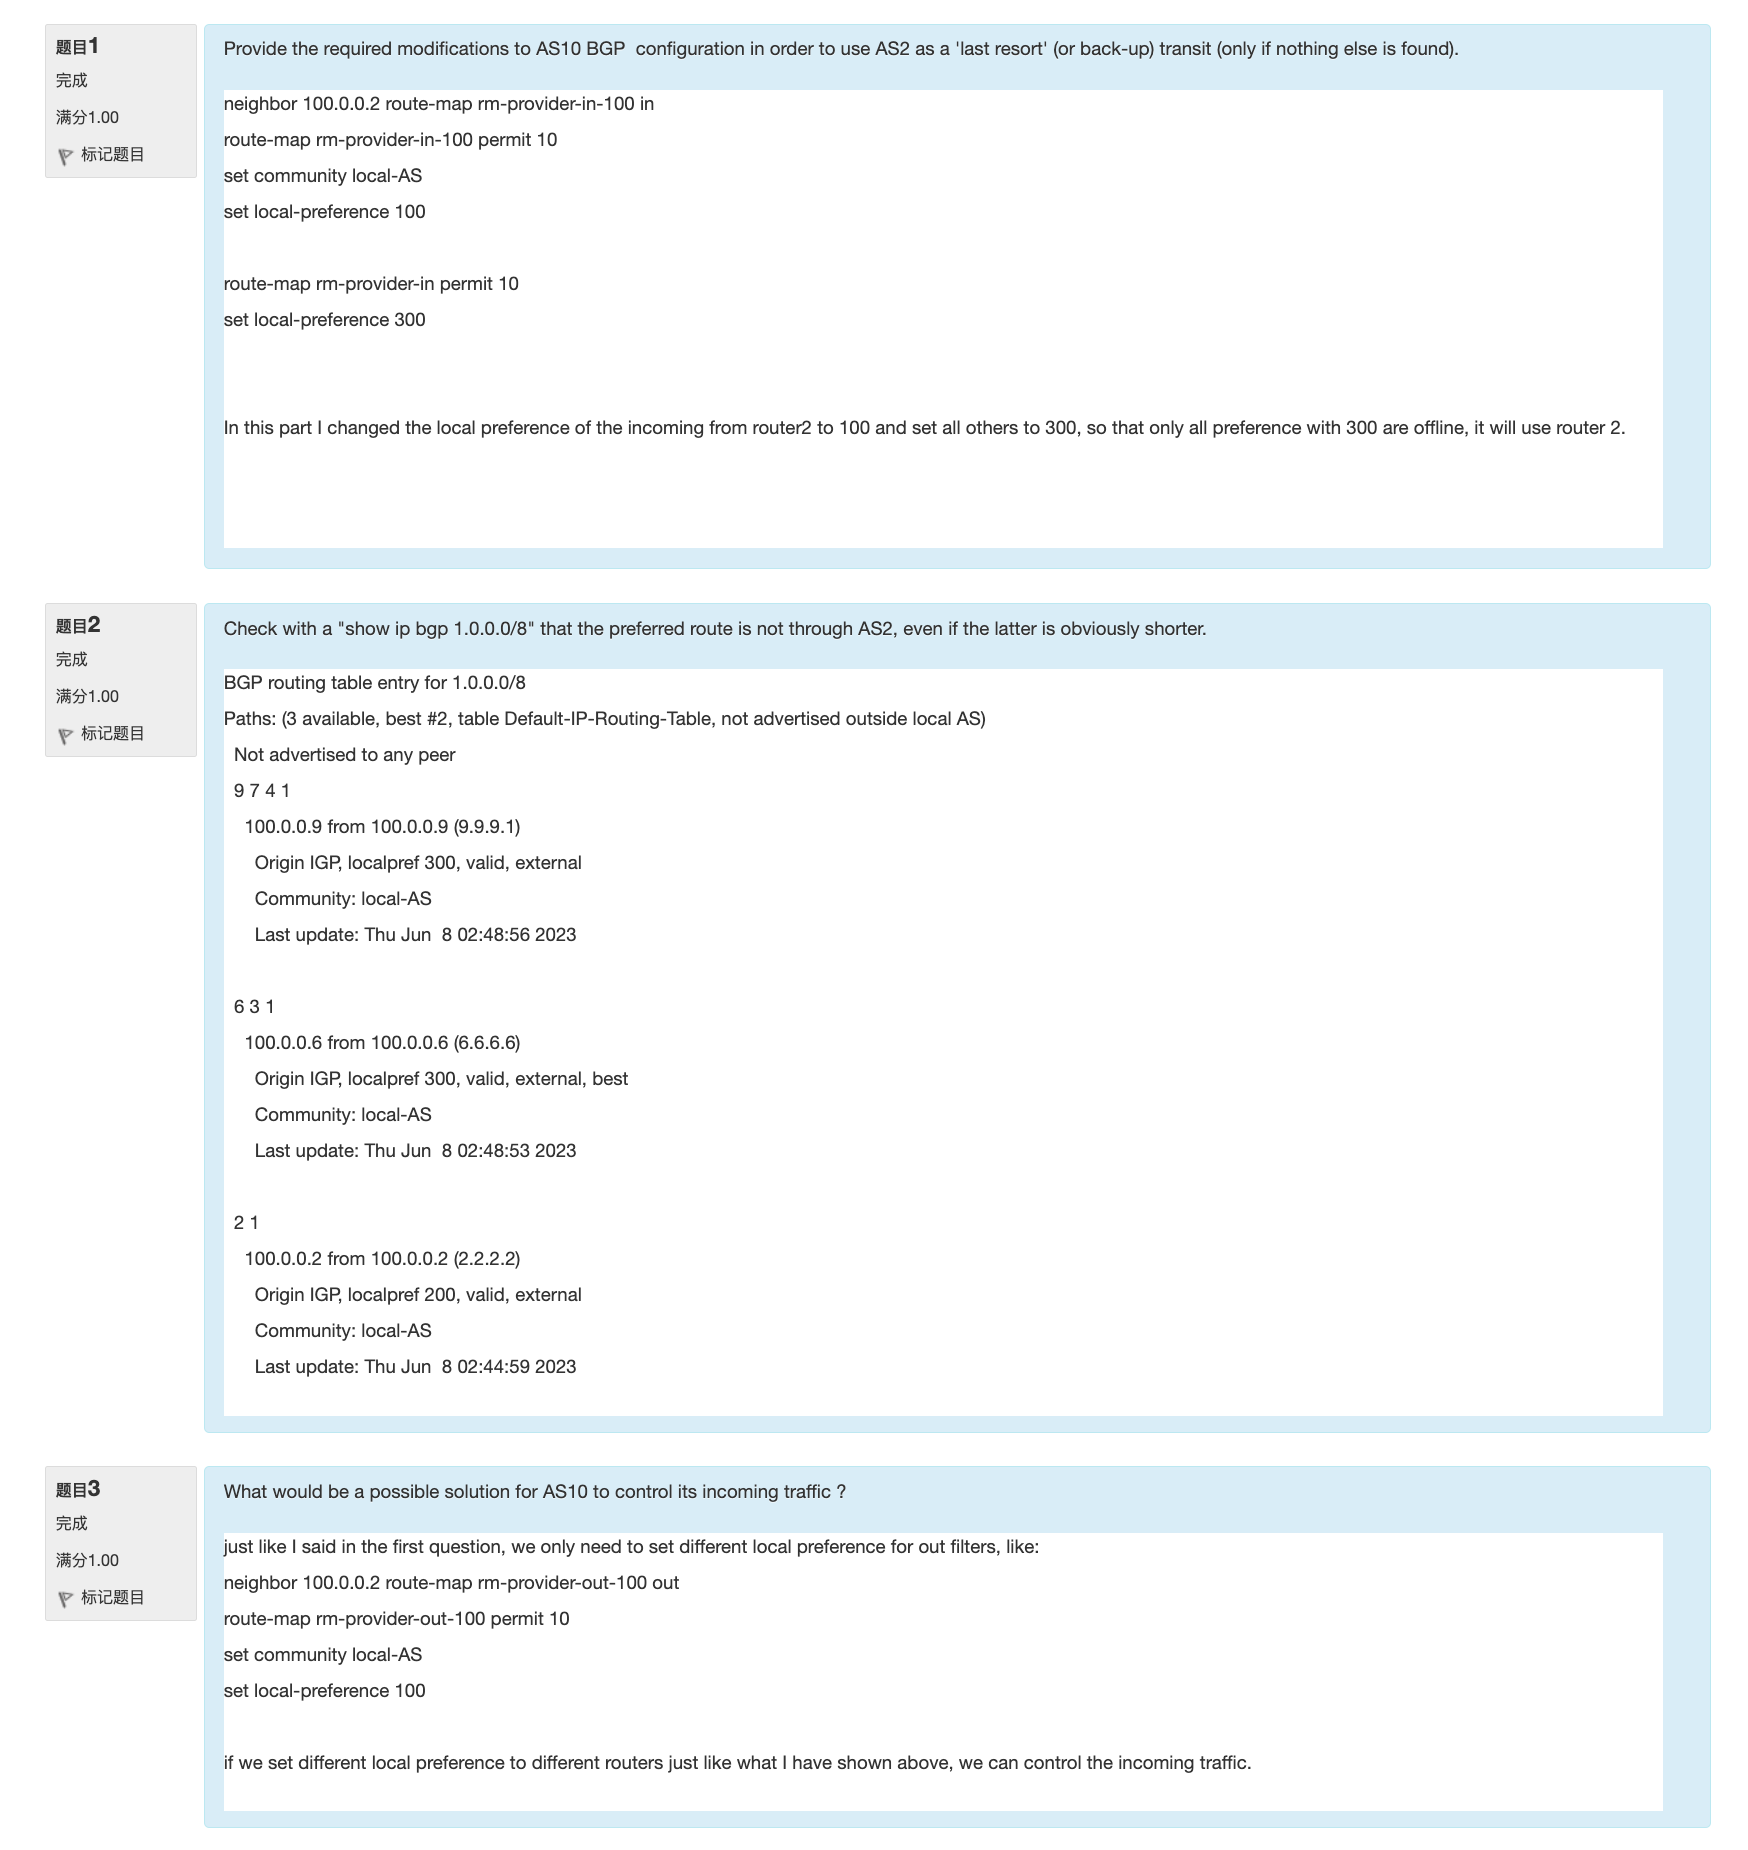 题目1
完成
满分1.00
标记题目
Provide the required modifications to AS10 BGP  configuration in order to use AS2 as a 'last resort' (or back-up) transit (only if nothing else is found).
neighbor 100.0.0.2 route-map rm-provider-in-100 in
route-map rm-provider-in-100 permit 10
set community local-AS
set local-preference 100
route-map rm-provider-in permit 10
set local-preference 300
In this part I changed the local preference of the incoming from router2 to 100 and set all others to 300, so that only all preference with 300 are offline, it will use router 2.
题目2
完成
满分1.00
标记题目
Check with a "show ip bgp 1.0.0.0/8" that the preferred route is not through AS2, even if the latter is obviously shorter.
BGP routing table entry for 1.0.0.0/8
Paths: (3 available, best #2, table Default-IP-Routing-Table, not advertised outside local AS)
Not advertised to any peer
9 7 4 1
100.0.0.9 from 100.0.0.9 (9.9.9.1)
Origin IGP, localpref 300, valid, external
Community: local-AS
Last update: Thu Jun  8 02:48:56 2023
6 3 1
100.0.0.6 from 100.0.0.6 (6.6.6.6)
Origin IGP, localpref 300, valid, external, best
Community: local-AS
Last update: Thu Jun  8 02:48:53 2023
2 1
100.0.0.2 from 100.0.0.2 (2.2.2.2)
Origin IGP, localpref 200, valid, external
Community: local-AS
Last update: Thu Jun  8 02:44:59 2023
题目3
完成
满分1.00
标记题目
What would be a possible solution for AS10 to control its incoming traffic ?
just like I said in the first question, we only need to set different local preference for out filters, like:
neighbor 100.0.0.2 route-map rm-provider-out-100 out
route-map rm-provider-out-100 permit 10
set community local-AS
set local-preference 100
if we set different local preference to different routers just like what I have shown above, we can control the incoming traffic.